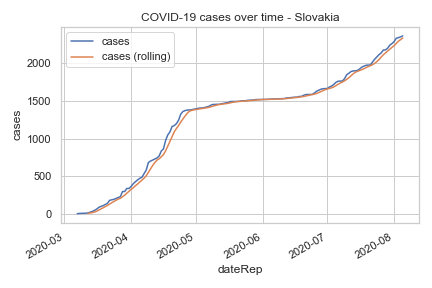 COVID-19 cases over time - Slovakia
cases
cases (rolling)
cases
2000
1500
1000
500
0
2020-03
2020-04
2020-05
2020-06
2020-07
2020-08
dateRep